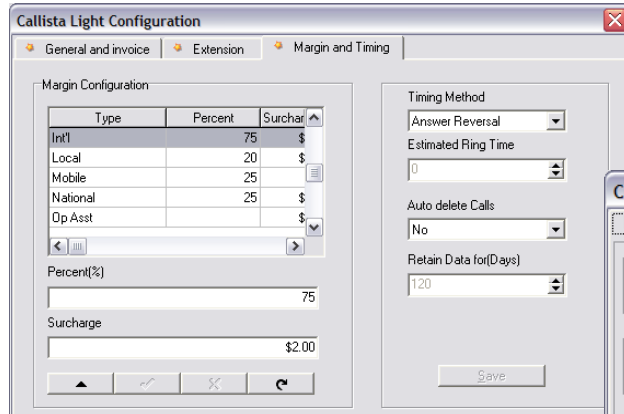 Callista Light Configuration
General and invoice Extension Margin and Timing
Margin Configuration
Type Percent Surchar
Int'l 75 $
Local 20 $
Mobile 25
National 25 $
Op Asst $
Percent(%)
75
Surcharge
$2.00
Timing Method
Answer Reversal
Estimated Ring Time
0
Auto delete Calls
No
Retain Data for(Days)
120
Save
C